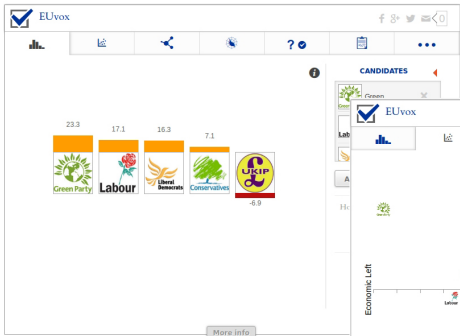 EUvox
0
? 
CANDIDATES
i
23.3
17.1
16.3
7.1
Green Party
Labour
Liberal
Democrats
Conservatives
UKIP
£
-6.9
Green
Lab
A
More info
EUvox
Economic Left
Labour